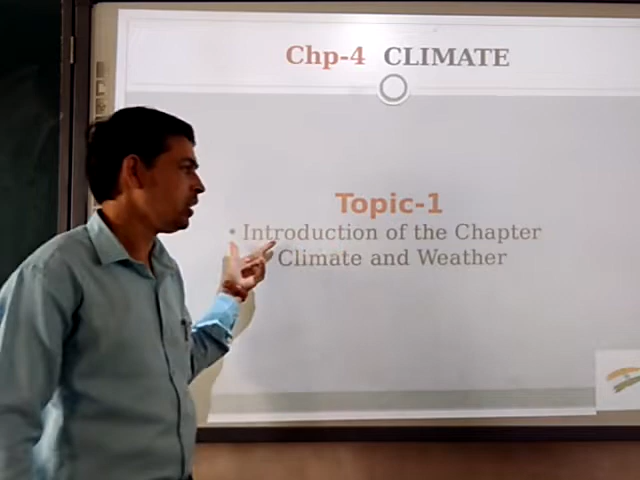 Chp-4 CLIMATE
Topic-1
• Introduction of the Chapter
Climate and Weather